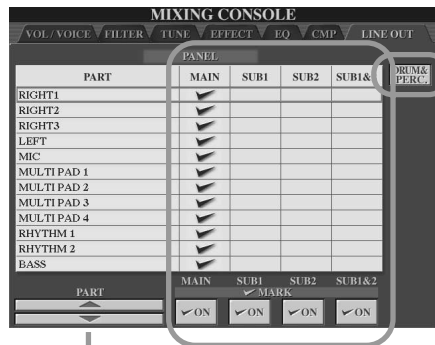 MIXING CONSOLE
VOL / VOICE FILTER TUNE EFFECT EQ CMP LINE OUT
PANEL
PART MAIN SUB1 SUB2 SUB1&
DRUM&
PERC.
RIGHT1
RIGHT2
RIGHT3
LEFT
MIC
MULTI PAD 1
MULTI PAD 2
MULTI PAD 3
MULTI PAD 4
RHYTHM 1
RHYTHM 2
BASS
MAIN SUB1 SUB2 SUB1&2
PART
MARK
ON ON ON ON